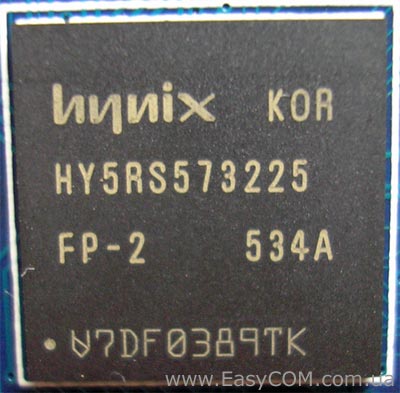 hynix KOR
HY5RS573225
FP-2 534A
V7DF0389TK
www.EasyCOM.com.ua